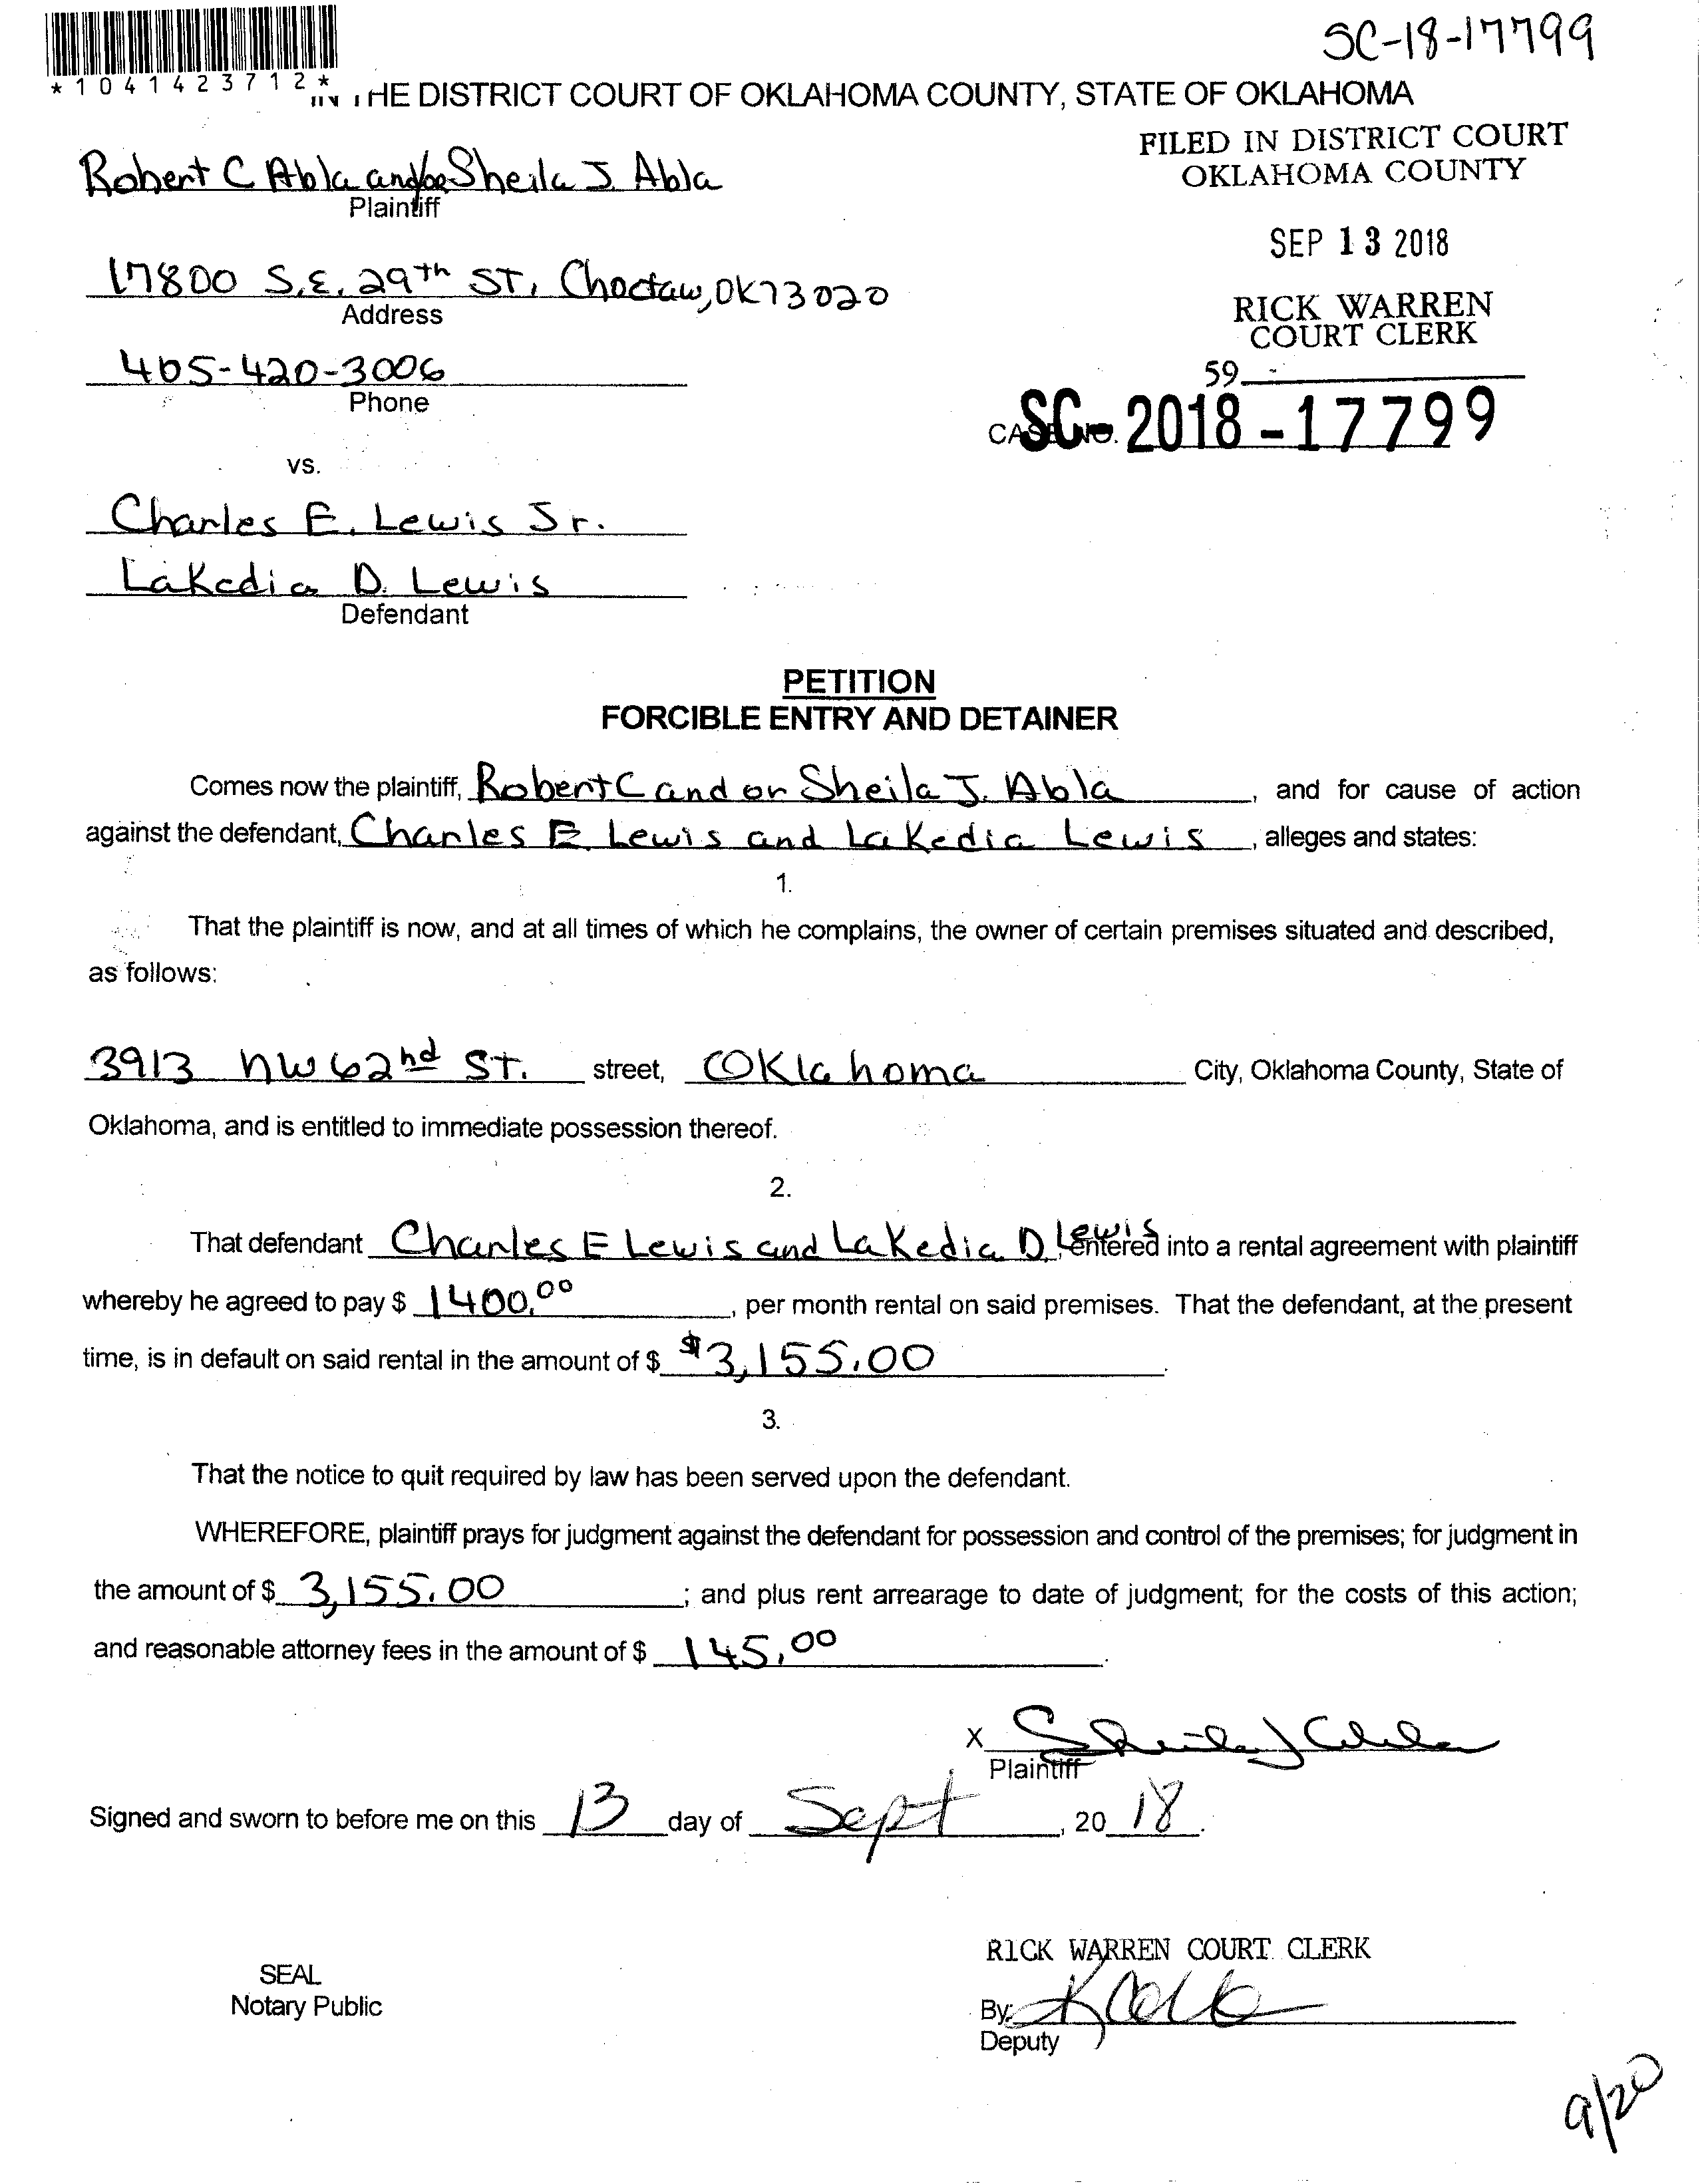 SC-18-17799
*1041423712*
IN THE DISTRICT COURT OF OKLAHOMA COUNTY, STATE OF OKLAHOMA
FILED IN DISTRICT COURT
OKLAHOMA COUNTY
Robert C Abla and/or Sheila J Abla
Plaintiff
SEP 13 2018
17800 S.E. 29th ST, Choctaw, OK 73020
Address
RICK WARREN
COURT CLERK
405-420-3006
Phone
59
CASE NO. SC-2018-17799
vs.
Charles E. Lewis Sr.
LaKedia D. Lewis
Defendant
PETITION
FORCIBLE ENTRY AND DETAINER
Comes now the plaintiff, Robert C and or Sheila J. Abla, and for cause of action
against the defendant, Charles E. Lewis and LaKedia Lewis, alleges and states:
1.
That the plaintiff is now, and at all times of which he complains, the owner of certain premises situated and described,
as follows:
3913 NW 62nd ST. street, Oklahoma City, Oklahoma County, State of
Oklahoma, and is entitled to immediate possession thereof.
2.
That defendant Charles E Lewis and LaKedia D. Lewis, entered into a rental agreement with plaintiff
whereby he agreed to pay $ 1400.00, per month rental on said premises. That the defendant, at the present
time, is in default on said rental in the amount of $ $3,155.00.
3.
That the notice to quit required by law has been served upon the defendant.
WHEREFORE, plaintiff prays for judgment against the defendant for possession and control of the premises; for judgment in
the amount of $ 3,155.00; and plus rent arrearage to date of judgment; for the costs of this action;
and reasonable attorney fees in the amount of $ 145.00.
X Sheila J Abla
Plaintiff
Signed and sworn to before me on this 13 day of Sept, 20 18.
RICK WARREN COURT CLERK
SEAL
Notary Public
By:
Deputy
9/20